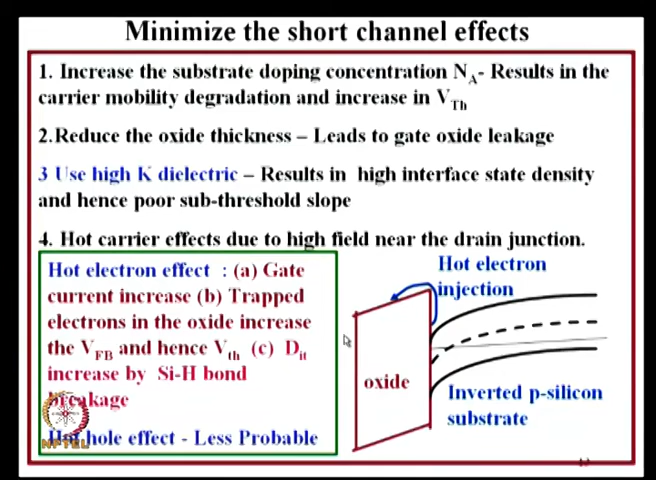 Minimize the short channel effects
1. Increase the substrate doping concentration N_A- Results in the
carrier mobility degradation and increase in V_Th
2.Reduce the oxide thickness – Leads to gate oxide leakage
3 Use high K dielectric – Results in high interface state density
and hence poor sub-threshold slope
4. Hot carrier effects due to high field near the drain junction.
Hot electron effect : (a) Gate
current increase (b) Trapped
electrons in the oxide increase
the V_FB and hence V_th (c) D_it
increase by Si-H bond
breakage
Hot hole effect - Less Probable
Hot electron
injection
oxide
Inverted p-silicon
substrate
NPTEL